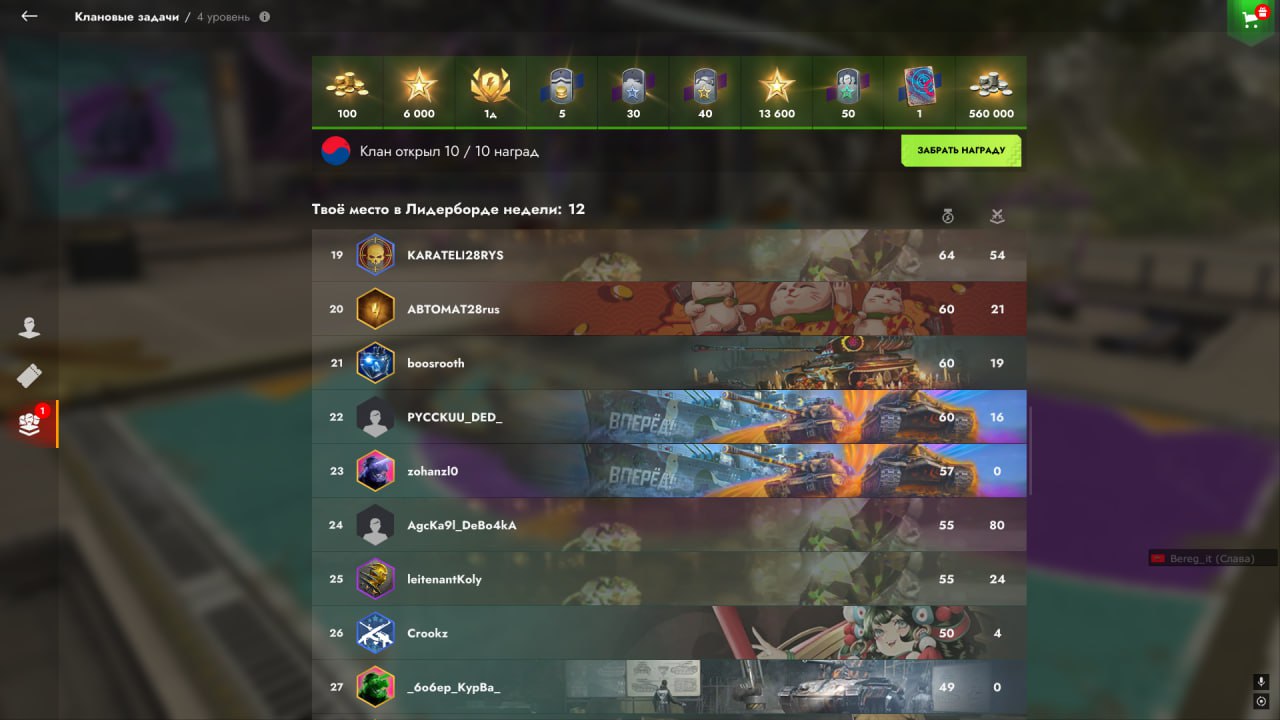 Клановые задачи / 4 уровень
100 6 000 1д 5 30 40 13 600 50 1 560 000
Клан открыл 10 / 10 наград
ЗАБРАТЬ НАГРАДУ
Твоё место в Лидерборде недели: 12
19 KARATELI28RYS 64 54
20 ABTOMAT28rus 60 21
21 boosrooth 60 19
22 PYCCKUU_DED_ ВПЕРЁД 60 16
23 zohanzl0 ВПЕРЁД 57 0
24 AgcKa9l_DeBo4kA 55 80
25 leitenantKoly 55 24
26 Crookz 50 4
27 _6o6ep_KypBa_ 49 0
1
Bereg_it (Слава)